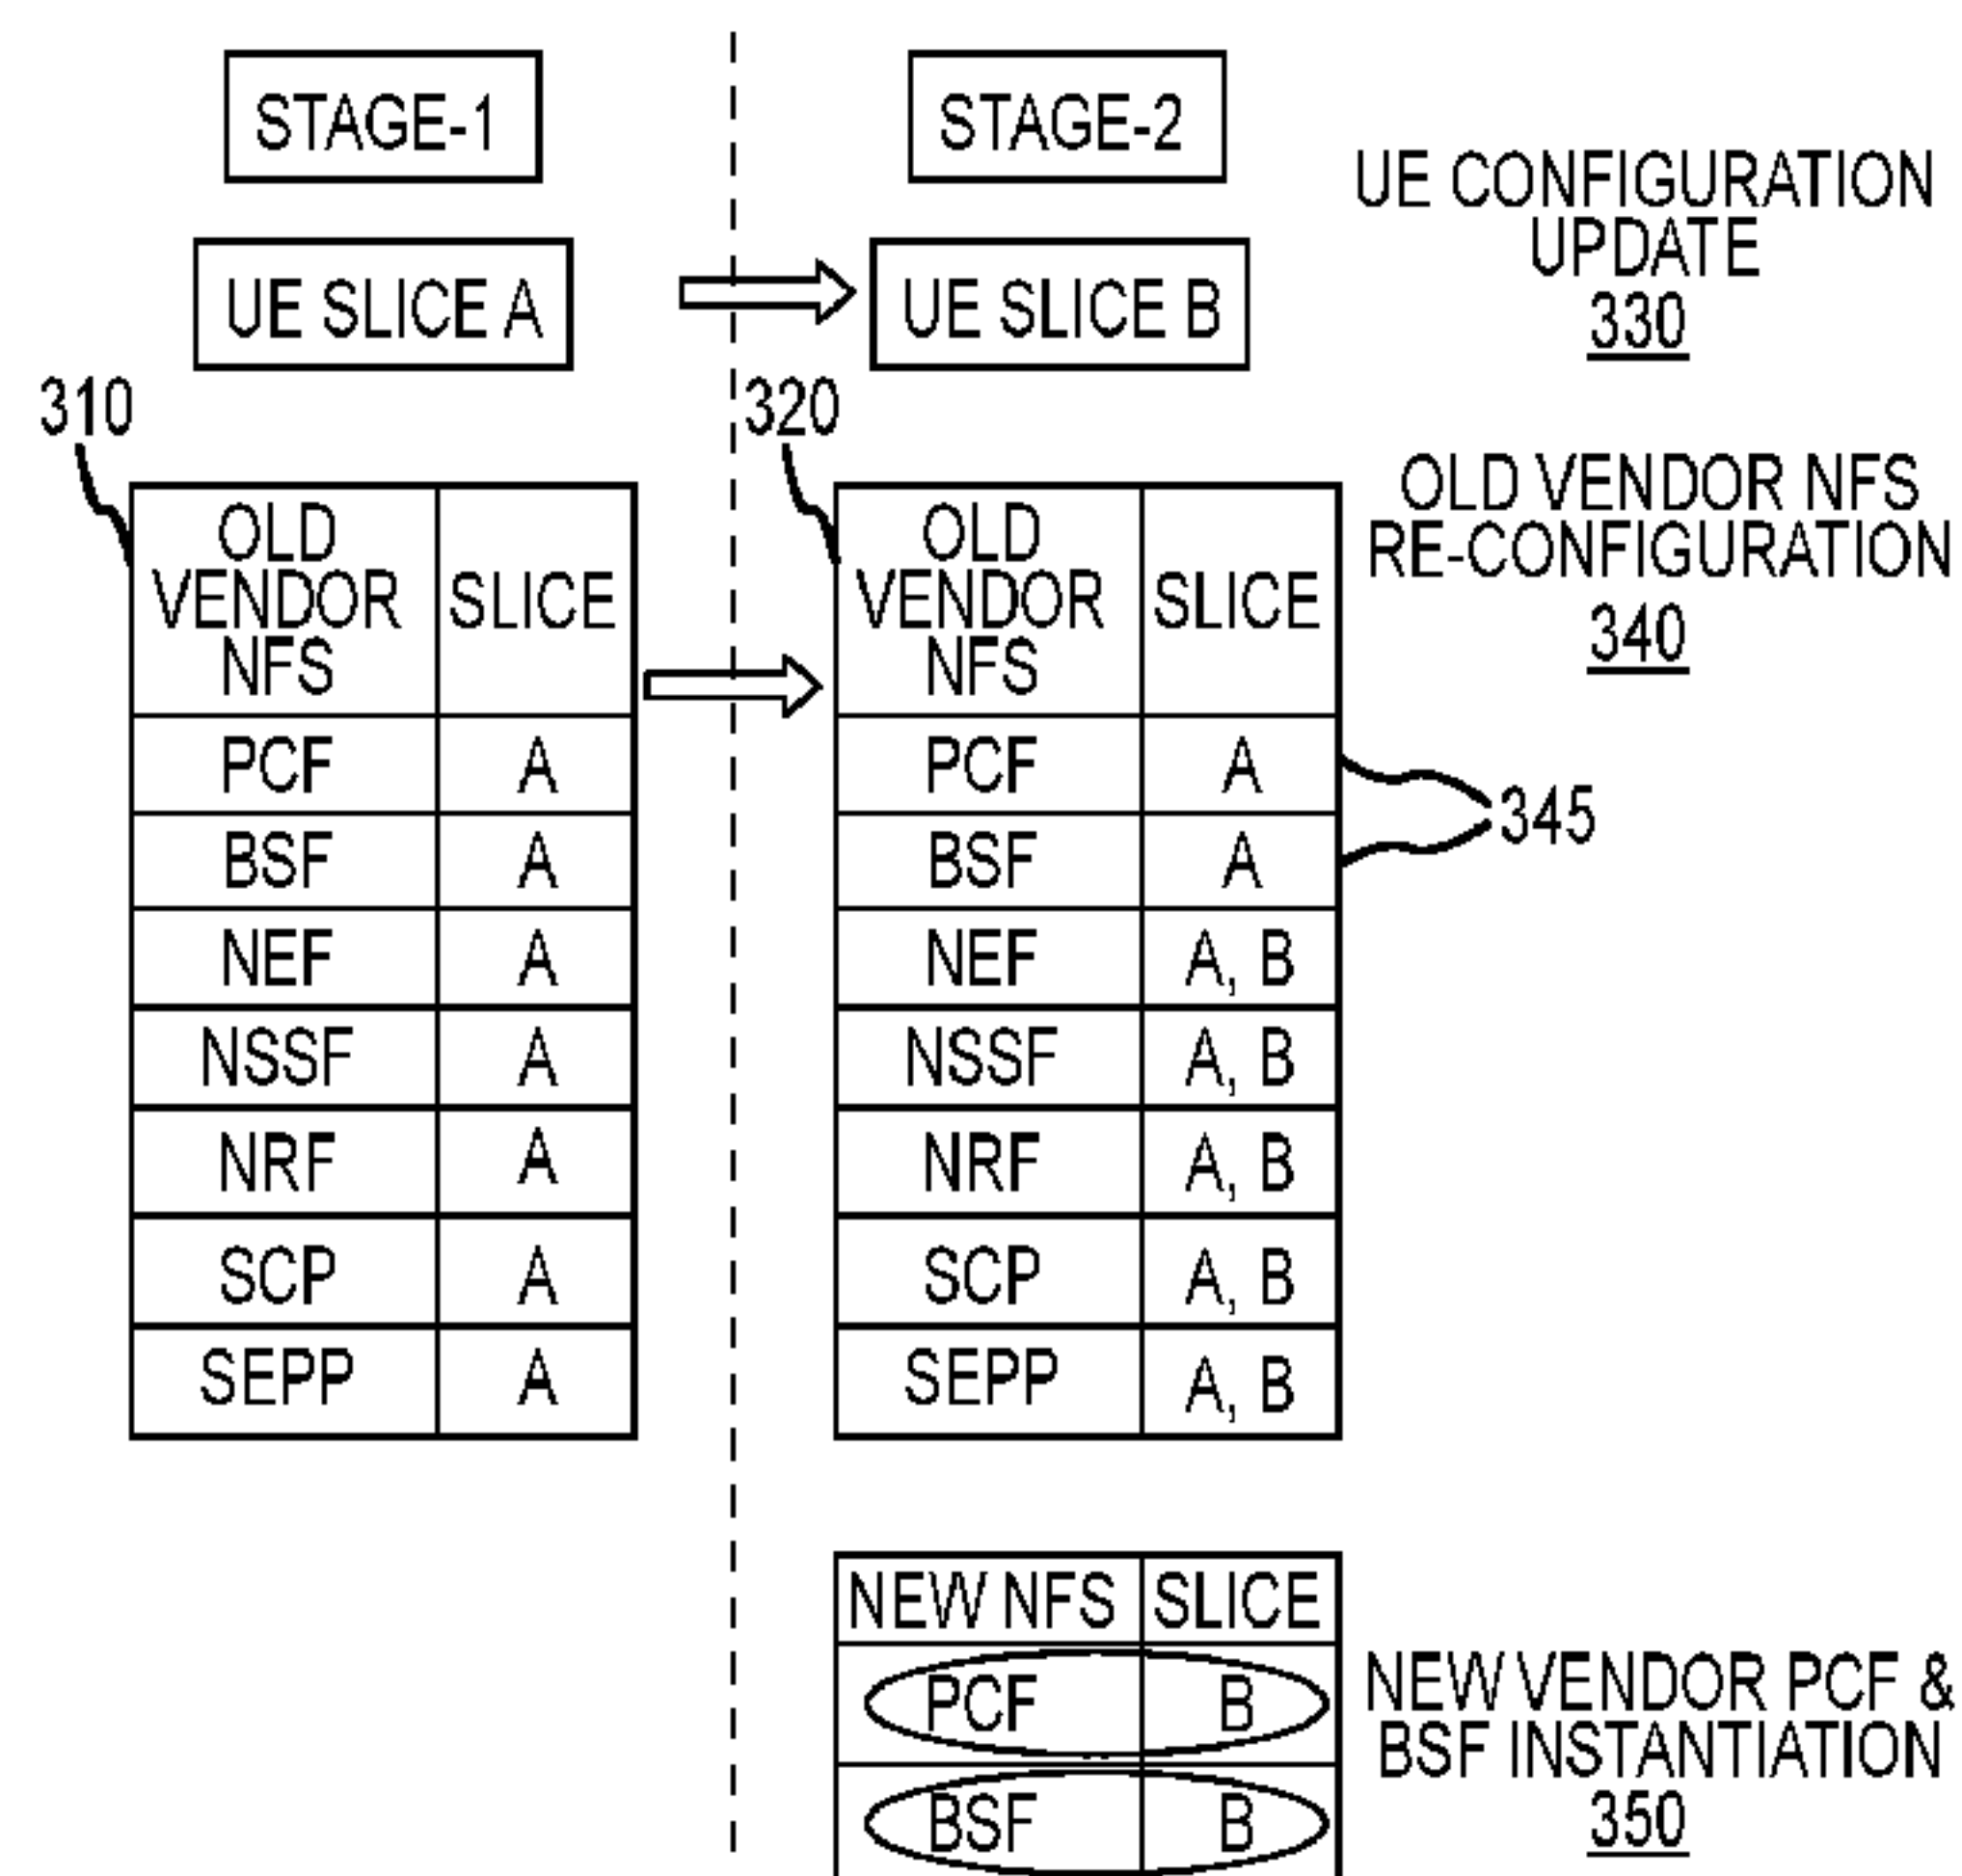 STAGE-1
STAGE-2
UE CONFIGURATION
UPDATE
330
UE SLICE A
UE SLICE B
310
320
OLD VENDOR NFS
RE-CONFIGURATION
340
OLD
VENDOR
NFS
SLICE
PCF A
BSF A
NEF A
NSSF A
NRF A
SCP A
SEPP A
OLD
VENDOR
NFS
SLICE
PCF A
BSF A
NEF A, B
NSSF A, B
NRF A, B
SCP A, B
SEPP A, B
345
NEW NFS SLICE
PCF B
BSF B
NEW VENDOR PCF &
BSF INSTANTIATION
350